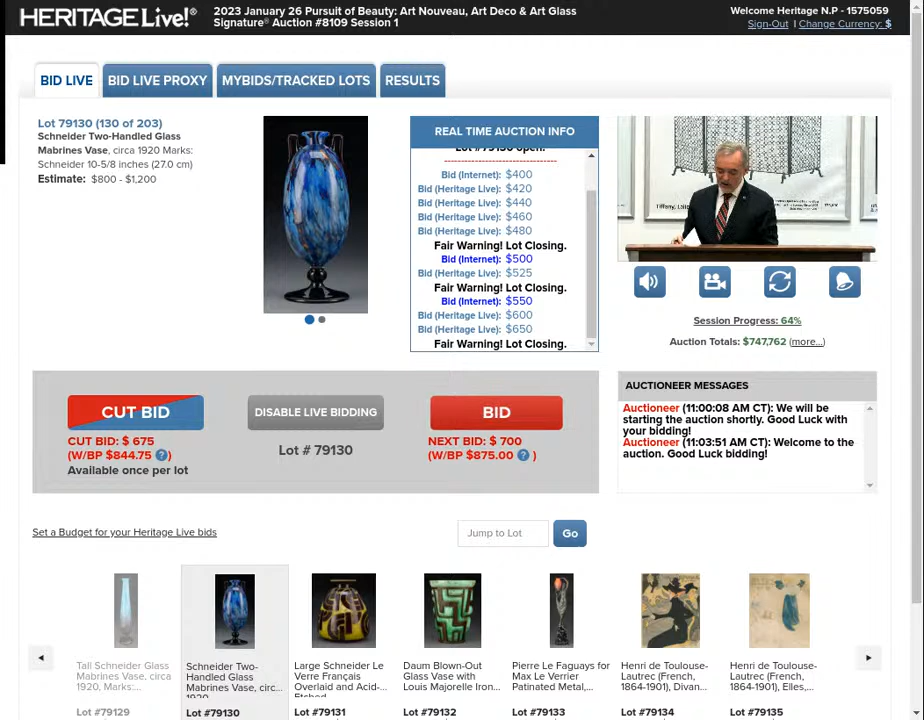 HERITAGE Live!®
2023 January 26 Pursuit of Beauty: Art Nouveau, Art Deco & Art Glass
Signature® Auction #8109 Session 1
Welcome Heritage N.P - 1575059
Sign-Out | Change Currency: $
BID LIVE
BID LIVE PROXY
MYBIDS/TRACKED LOTS
RESULTS
Lot 79130 (130 of 203)
Schneider Two-Handled Glass
Mabrines Vase, circa 1920 Marks:
Schneider 10-5/8 inches (27.0 cm)
Estimate: $800 - $1,200
REAL TIME AUCTION INFO
Lot #79130 open!
----------------------------------
Bid (Internet): $400
Bid (Heritage Live): $420
Bid (Heritage Live): $440
Bid (Heritage Live): $460
Bid (Heritage Live): $480
Fair Warning! Lot Closing.
Bid (Internet): $500
Bid (Heritage Live): $525
Fair Warning! Lot Closing.
Bid (Internet): $550
Bid (Heritage Live): $600
Bid (Heritage Live): $650
Fair Warning! Lot Closing.
Session Progress: 64%
Auction Totals: $747,762 (more...)
CUT BID
CUT BID: $ 675
(W/BP $844.75 ?)
Available once per lot
DISABLE LIVE BIDDING
Lot # 79130
BID
NEXT BID: $ 700
(W/BP $875.00 ? )
AUCTIONEER MESSAGES
Auctioneer (11:00:08 AM CT): We will be
starting the auction shortly. Good Luck with
your bidding!
Auctioneer (11:03:51 AM CT): Welcome to the
auction. Good Luck bidding!
Set a Budget for your Heritage Live bids
Jump to Lot
Go
Tall Schneider Glass
Mabrines Vase, circa
1920, Marks:...
Lot #79129
Schneider Two-
Handled Glass
Mabrines Vase, circ...
1920
Lot #79130
Large Schneider Le
Verre Français
Overlaid and Acid-
Etched
Lot #79131
Daum Blown-Out
Glass Vase with
Louis Majorelle Iron...
Lot #79132
Pierre Le Faguays for
Max Le Verrier
Patinated Metal,...
Lot #79133
Henri de Toulouse-
Lautrec (French,
1864-1901), Divan...
Lot #79134
Henri de Toulouse-
Lautrec (French,
1864-1901), Elles,...
Lot #79135